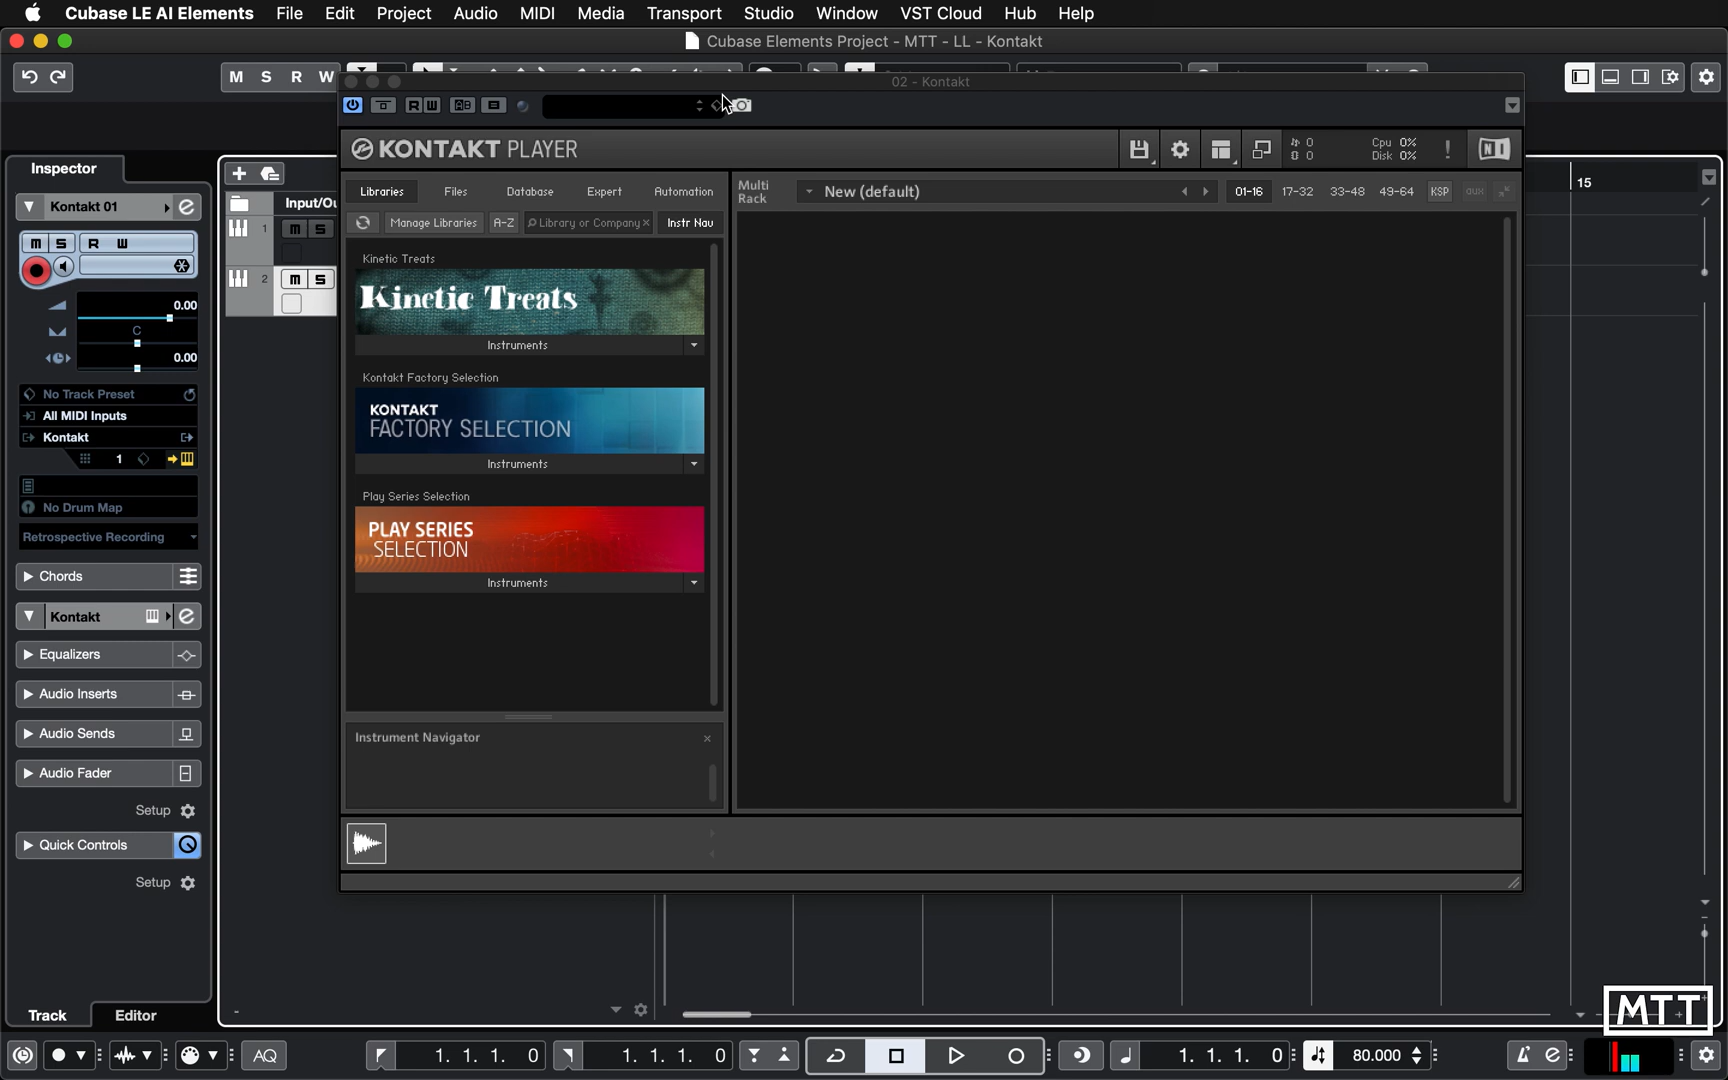 Cubase LE AI Elements File Edit Project Audio MIDI Media Transport Studio Window VST Cloud Hub Help
Cubase Elements Project - MTT - LL - Kontakt
M S R W
02 - Kontakt
R W AB
KONTAKT PLAYER
0
0
Cpu 0%
Disk 0%
!
NI
Inspector
Libraries Files Database Expert Automation
Multi
Rack
New (default)
01-16 17-32 33-48 49-64 KSP aux
15
Kontakt 01 e
Input/Ou
Manage Libraries A-Z Library or Company × Instr Nav
1 m S
m S R W
Kinetic Treats
Kinetic Treats
2 m S
0.00
C
Instruments
0.00
Kontakt Factory Selection
No Track Preset
KONTAKT
FACTORY SELECTION
All MIDI Inputs
Kontakt
1
Instruments
Play Series Selection
No Drum Map
PLAY SERIES
SELECTION
Retrospective Recording
Chords
Instruments
Kontakt e
Equalizers
Audio Inserts
Audio Sends
Instrument Navigator ×
Audio Fader
Setup
Quick Controls
Setup
Track Editor
MTT
AQ 1. 1. 1. 0 1. 1. 1. 0 1. 1. 1. 0 80.000 e